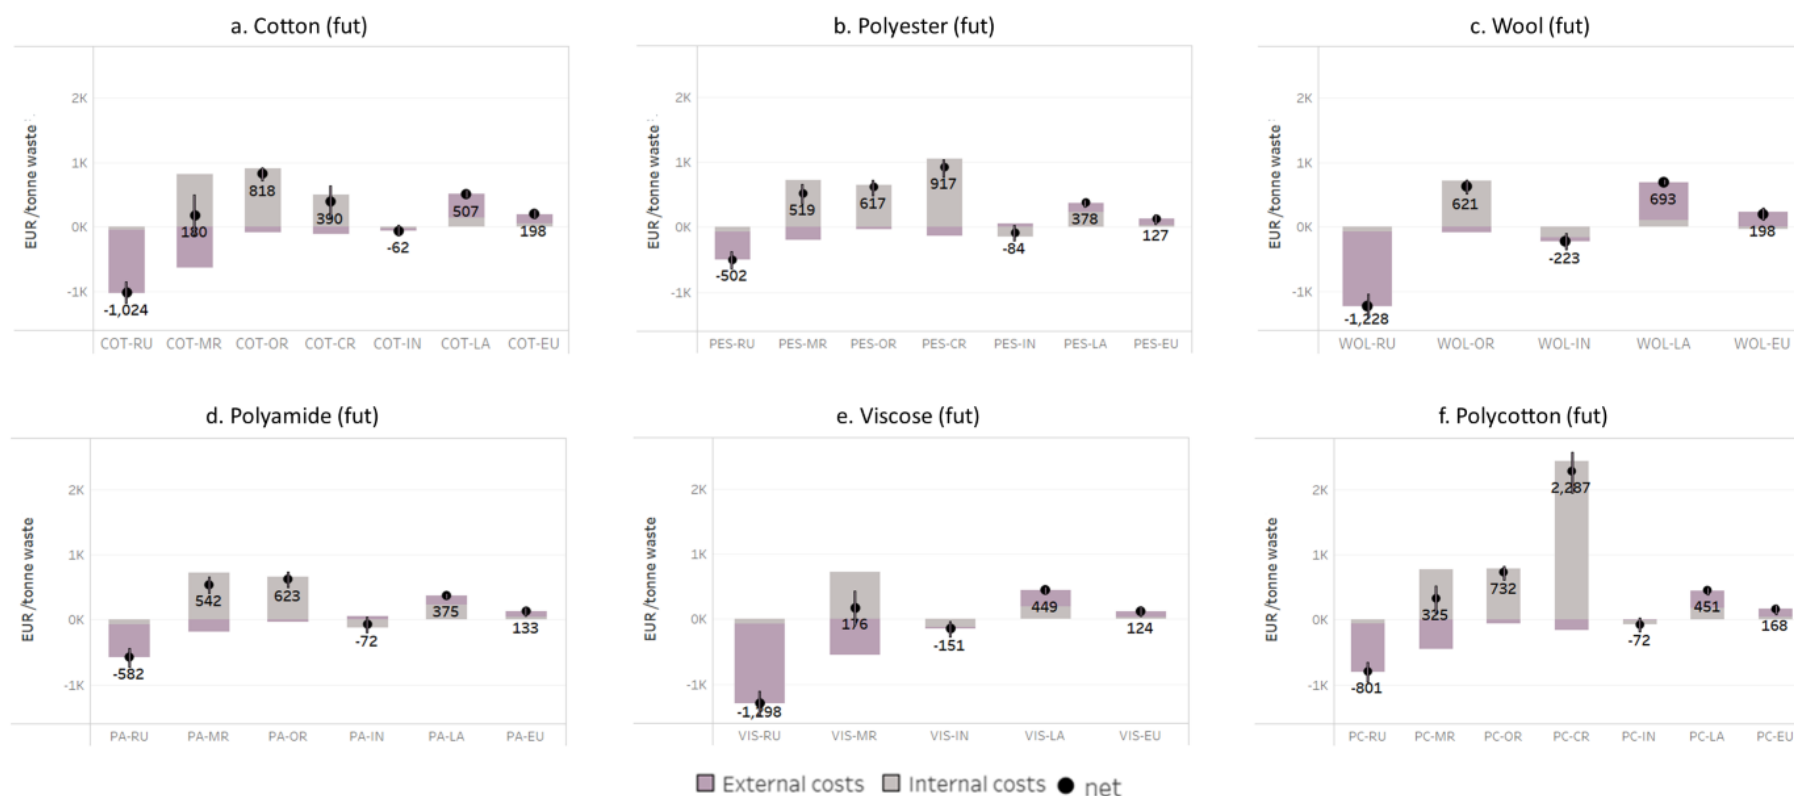 a. Cotton (fut)
EUR /tonne waste
2K
1K
0K
-1K
-1,024
180
818
390
-62
507
198
COT-RU COT-MR COT-OR COT-CR COT-IN COT-LA COT-EU
b. Polyester (fut)
EUR /tonne waste
2K
1K
0K
-1K
-502
519
617
917
-84
378
127
PES-RU PES-MR PES-OR PES-CR PES-IN PES-LA PES-EU
c. Wool (fut)
EUR /tonne waste
2K
1K
0K
-1K
-1,228
621
-223
693
198
WOL-RU WOL-OR WOL-IN WOL-LA WOL-EU
d. Polyamide (fut)
EUR /tonne waste
2K
1K
0K
-1K
-582
542
623
-72
375
133
PA-RU PA-MR PA-OR PA-IN PA-LA PA-EU
e. Viscose (fut)
EUR /tonne waste
2K
1K
0K
-1K
-1,298
176
-151
449
124
VIS-RU VIS-MR VIS-IN VIS-LA VIS-EU
f. Polycotton (fut)
EUR /tonne waste
2K
1K
0K
-1K
-801
325
732
2,287
-72
451
168
PC-RU PC-MR PC-OR PC-CR PC-IN PC-LA PC-EU
External costs Internal costs net